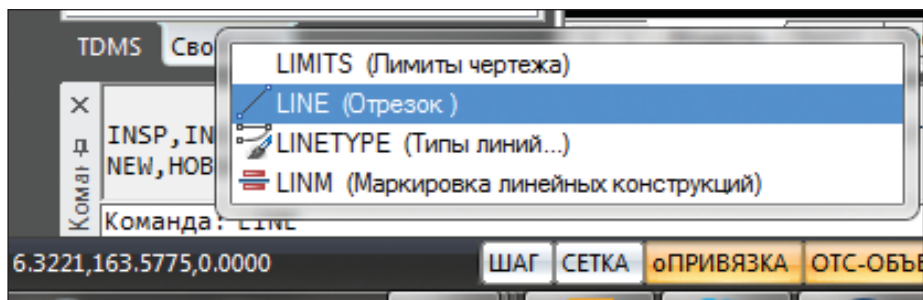 TDMS Сво
LIMITS (Лимиты чертежа)
LINE (Отрезок )
LINETYPE (Типы линий...)
LINM (Маркировка линейных конструкций)
Коман
INSP,IN
NEW,НОВ
Команда: LINE
6.3221,163.5775,0.0000 ШАГ СЕТКА оПРИВЯЗКА ОТС-ОБЪЕ